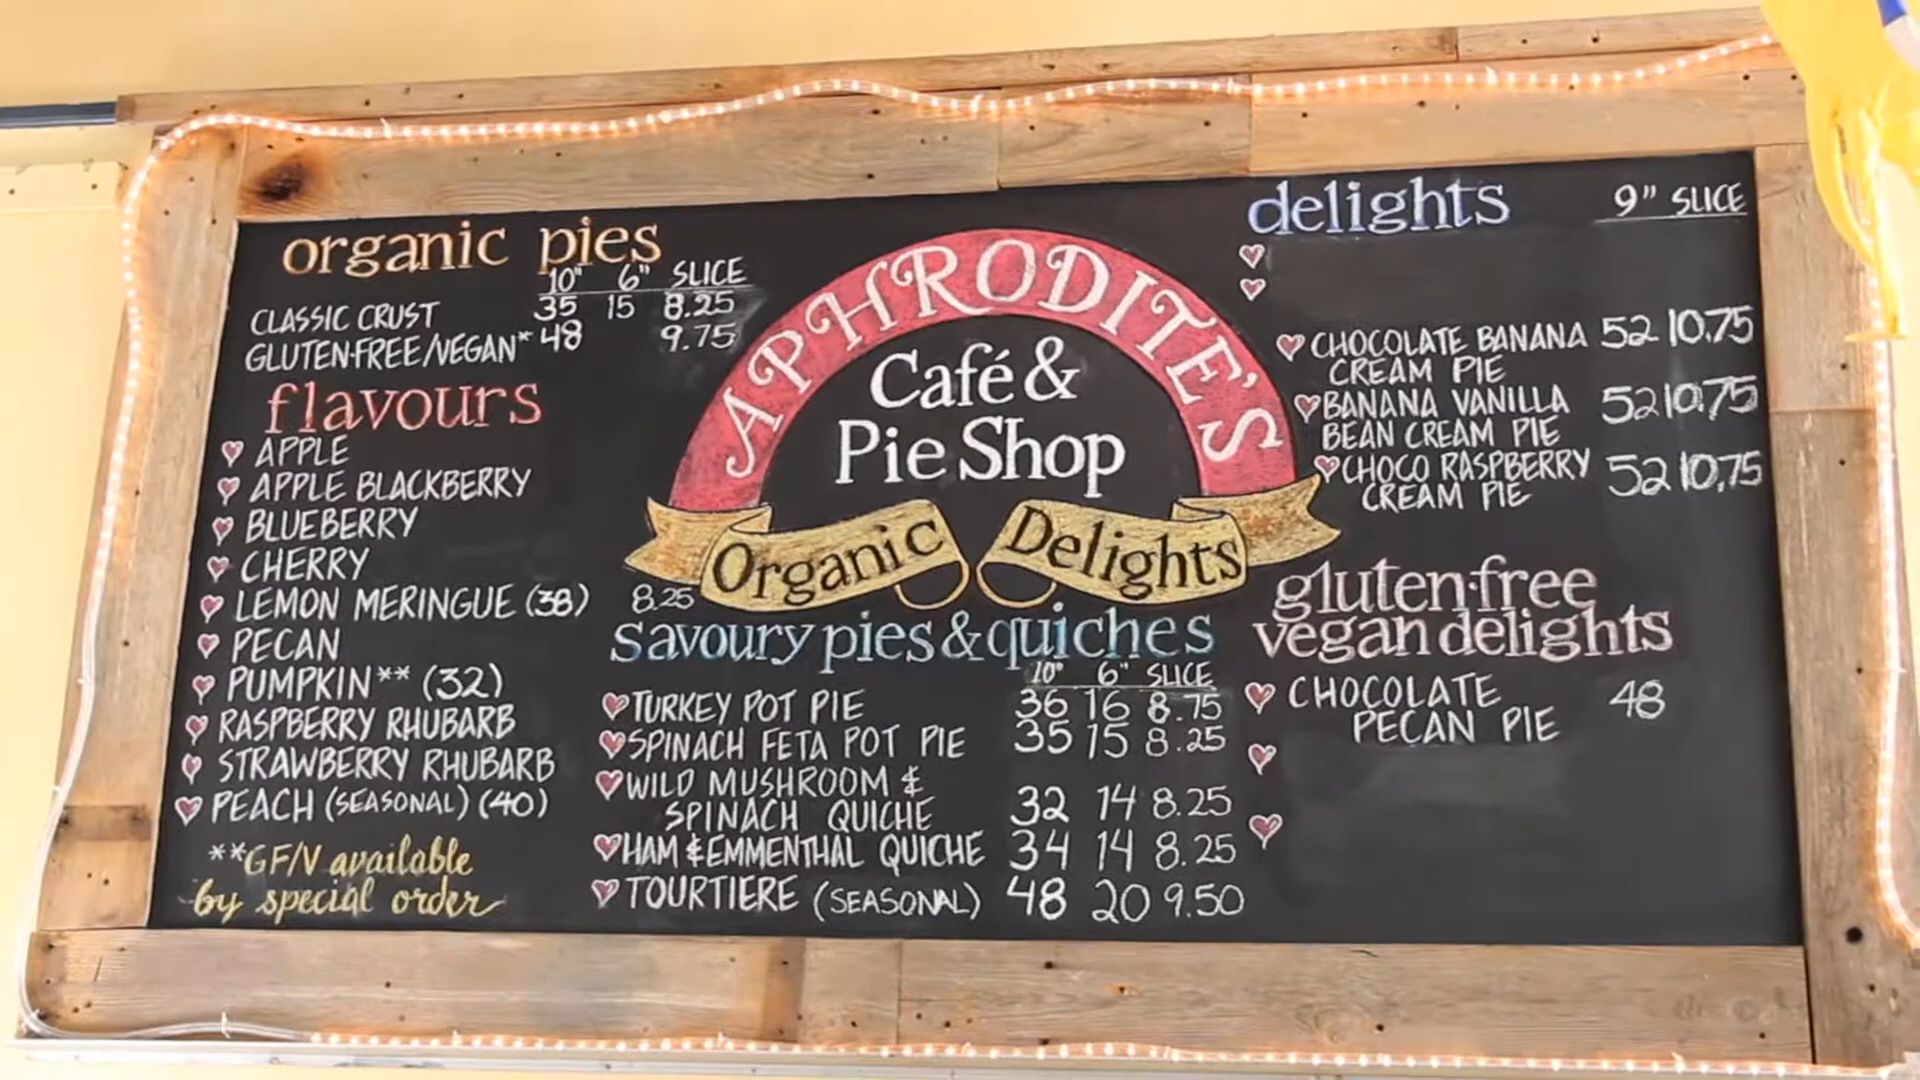 organic pies
10" 6" SLICE
CLASSIC CRUST 35 15 8.25
GLUTEN-FREE/VEGAN* 48 9.75
flavours
APPLE
APPLE BLACKBERRY
BLUEBERRY
CHERRY
LEMON MERINGUE (38) 8.25
PECAN
PUMPKIN** (32)
RASPBERRY RHUBARB
STRAWBERRY RHUBARB
PEACH (SEASONAL) (40)
**GF/V available
by special order
APHRODITE'S
Café &
Pie Shop
Organic Delights
savoury pies & quiches
10" 6" SLICE
TURKEY POT PIE 36 16 8.75
SPINACH FETA POT PIE 35 15 8.25
WILD MUSHROOM &
SPINACH QUICHE 32 14 8.25
HAM & EMMENTHAL QUICHE 34 14 8.25
TOURTIERE (SEASONAL) 48 20 9.50
delights 9" SLICE
CHOCOLATE BANANA 52 10.75
CREAM PIE
BANANA VANILLA 52 10.75
BEAN CREAM PIE
CHOCO RASPBERRY 52 10.75
CREAM PIE
gluten-free
vegan delights
CHOCOLATE 48
PECAN PIE